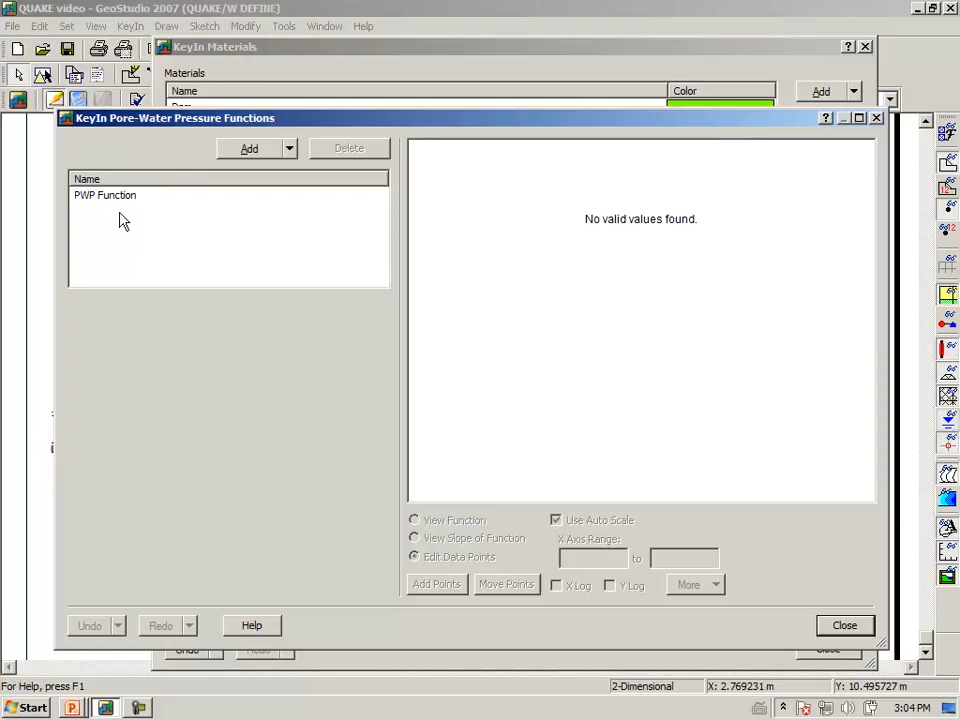 QUAKE video - GeoStudio 2007 (QUAKE/W DEFINE)
File Edit Set View KeyIn Draw Sketch Modify Tools Window Help
KeyIn Materials
Materials
Name Color Add
KeyIn Pore-Water Pressure Functions
Add Delete
Name
PWP Function
No valid values found.
View Function Use Auto Scale
View Slope of Function X Axis Range:
Edit Data Points to
Add Points Move Points X Log Y Log More
Undo Redo Help Close
For Help, press F1 2-Dimensional X: 2.769231 m Y: 10.495727 m
Start 3:04 PM